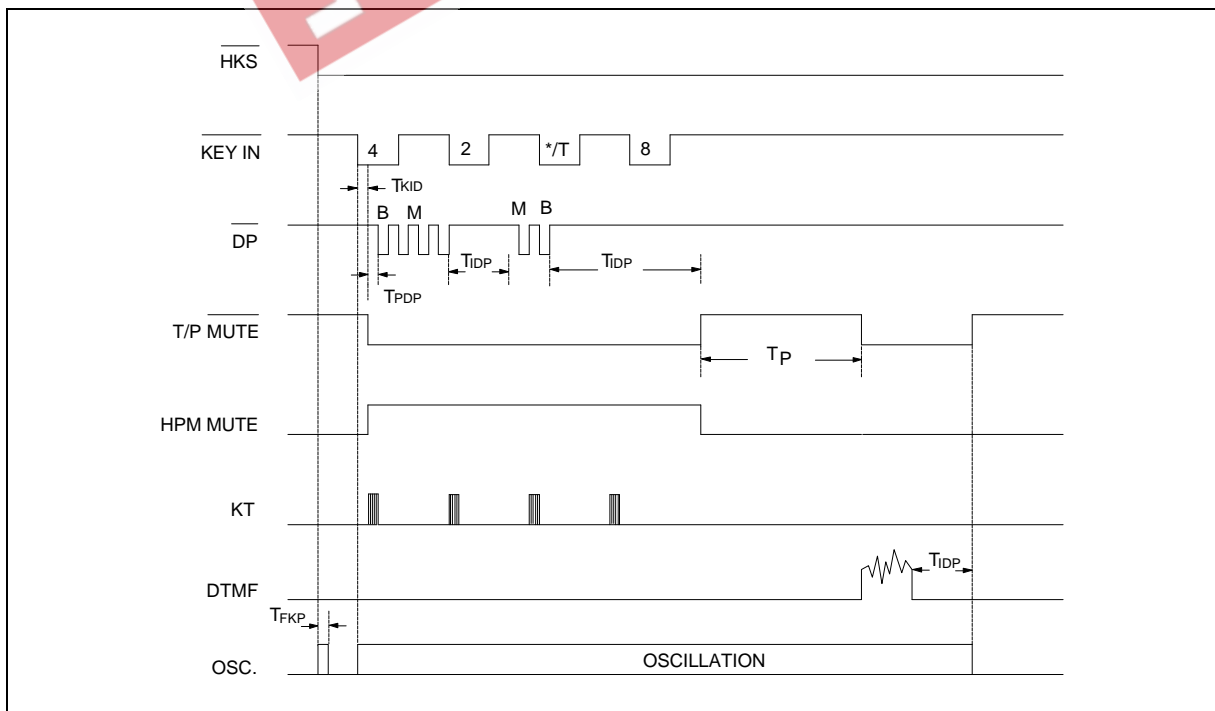 HKS
KEY IN
4
2
*/T
8
TKID
B M
M B
DP
TIDP
TIDP
TPDP
T/P MUTE
TP
HPM MUTE
KT
TIDP
DTMF
TFKP
OSC.
OSCILLATION